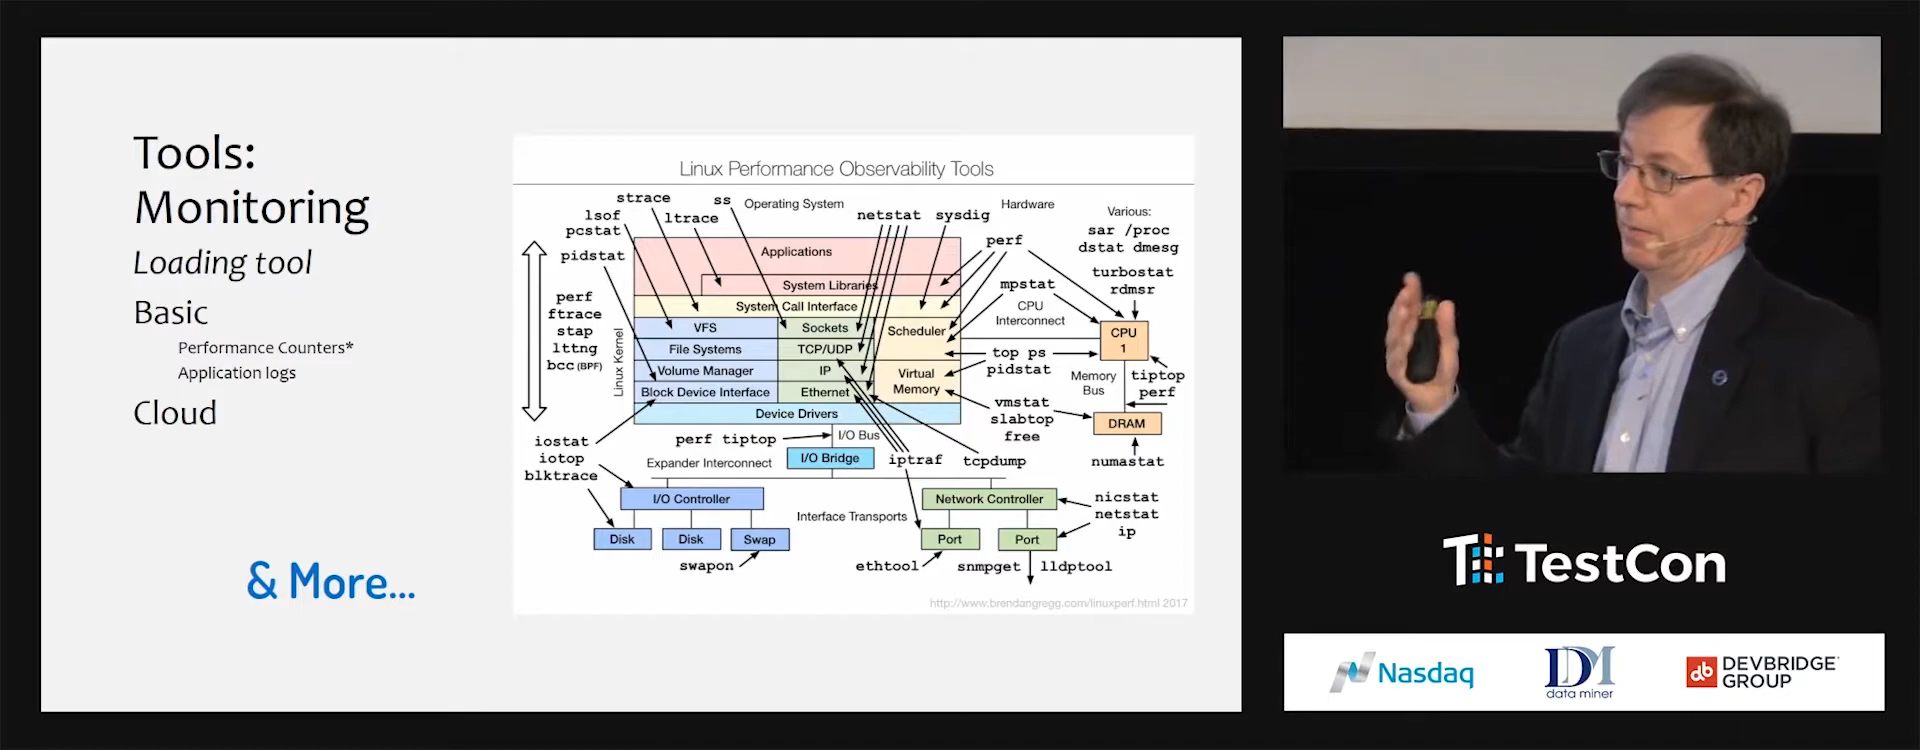 Tools:
Monitoring
Loading tool
Basic
Performance Counters*
Application logs
Cloud
& More...
Linux Performance Observability Tools
strace
ss
Operating System
Hardware
lsof
ltrace
netstat
sysdig
Various:
pcstat
sar /proc
perf
dstat dmesg
pidstat
Applications
turbostat
rdmsr
System Libraries
mpstat
perf
ftrace
stap
lttng
bcc (BPF)
Linux Kernel
System Call Interface
CPU
Interconnect
VFS
Sockets
Scheduler
CPU
1
File Systems
TCP/UDP
top ps
pidstat
Volume Manager
IP
Virtual
Memory
Memory
Bus
tiptop
perf
Block Device Interface
Ethernet
vmstat
slabtop
free
Device Drivers
DRAM
iostat
iotop
blktrace
perf tiptop
I/O Bus
Expander Interconnect
I/O Bridge
iptraf
tcpdump
numastat
I/O Controller
Network Controller
nicstat
netstat
ip
Interface Transports
Disk
Disk
Swap
Port
Port
swapon
ethtool
snmpget
lldptool
http://www.brendangregg.com/linuxperf.html 2017
TestCon
Nasdaq
DM
data miner
db
DEVBRIDGE
GROUP